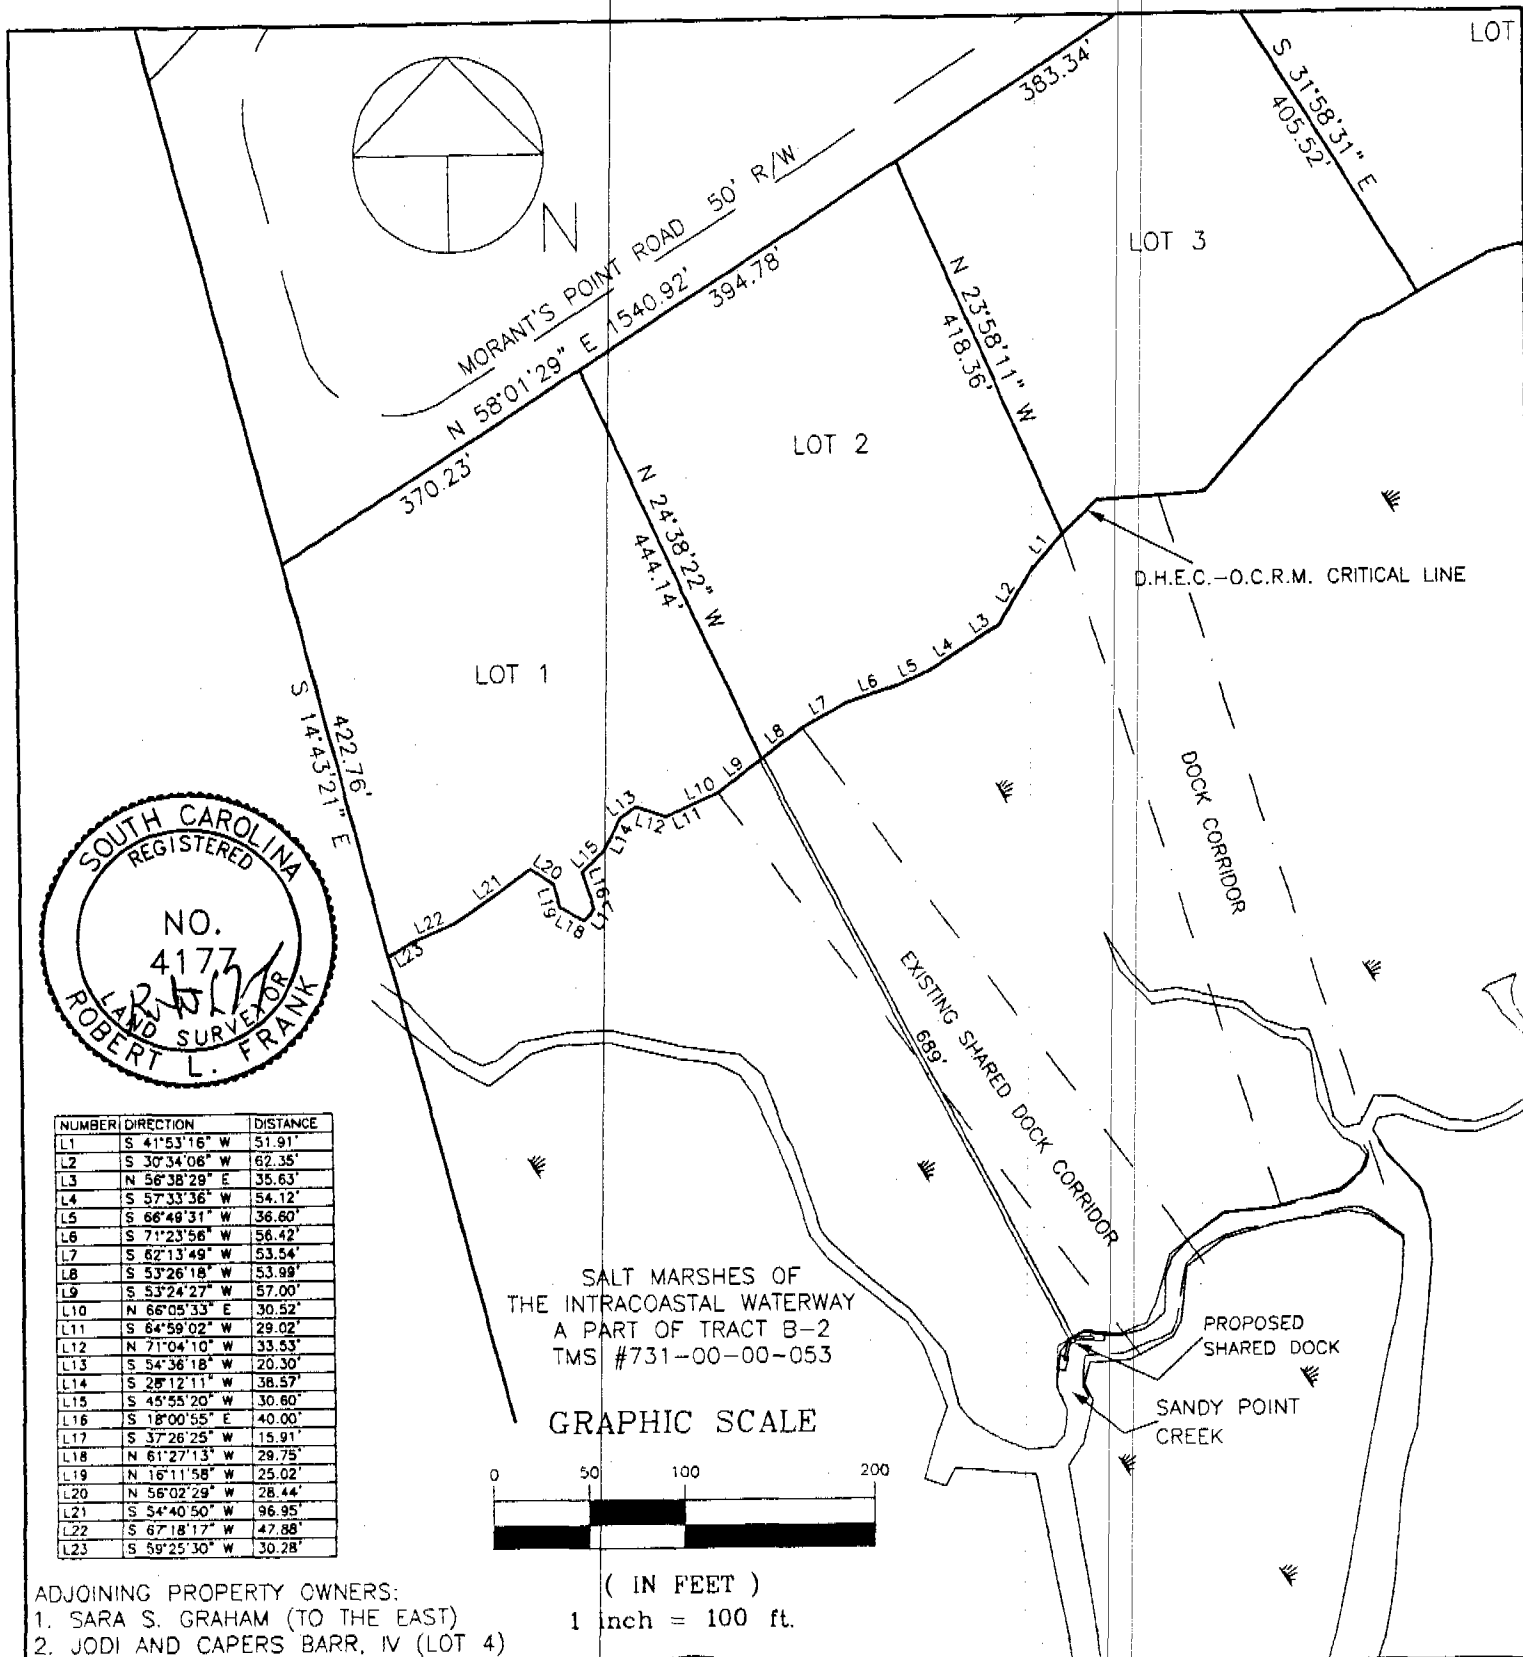 LOT
383.34'
S 31°58'31" E
405.52'
N
MORANT'S POINT ROAD 50' R/W
N 58°01'29" E 1540.92'
394.78'
370.23'
LOT 3
N 23°58'11" W
418.36'
LOT 2
N 24°38'22" W
444.14'
D.H.E.C.-O.C.R.M. CRITICAL LINE
LOT 1
S 14°43'21" E
422.76'
L1
L2
L3
L4
L5
L6
L7
L8
L9
L10
L11
L12
L13
L14
L15
L16
L17
L18
L19
L20
L21
L22
L23
DOCK CORRIDOR
EXISTING SHARED DOCK CORRIDOR
689'
SOUTH CAROLINA
REGISTERED
NO.
4177
LAND SURVEYOR
ROBERT L. FRANK
NUMBER DIRECTION DISTANCE
L1 S 41°53'16" W 51.91'
L2 S 30°34'06" W 62.35'
L3 N 56°38'29" E 35.63'
L4 S 57°33'36" W 54.12'
L5 S 66°49'31" W 36.60'
L6 S 71°23'56" W 56.42'
L7 S 62°13'49" W 53.54'
L8 S 53°26'18" W 53.99'
L9 S 53°24'27" W 57.00'
L10 N 66°05'33" E 30.52'
L11 S 64°59'02" W 29.02'
L12 N 71°04'10" W 33.53'
L13 S 54°36'18" W 20.30'
L14 S 28°12'11" W 38.57'
L15 S 45°55'20" W 30.60'
L16 S 18°00'55" E 40.00'
L17 S 37°26'25" W 15.91'
L18 N 61°27'13" W 29.75'
L19 N 16°11'58" W 25.02'
L20 N 56°02'29" W 28.44'
L21 S 54°40'50" W 96.95'
L22 S 67°18'17" W 47.88'
L23 S 59°25'30" W 30.28'
SALT MARSHES OF
THE INTRACOASTAL WATERWAY
A PART OF TRACT B-2
TMS #731-00-00-053
PROPOSED
SHARED DOCK
SANDY POINT
CREEK
GRAPHIC SCALE
0 50 100 200
( IN FEET )
1 inch = 100 ft.
ADJOINING PROPERTY OWNERS:
1. SARA S. GRAHAM (TO THE EAST)
2. JODI AND CAPERS BARR, IV (LOT 4)